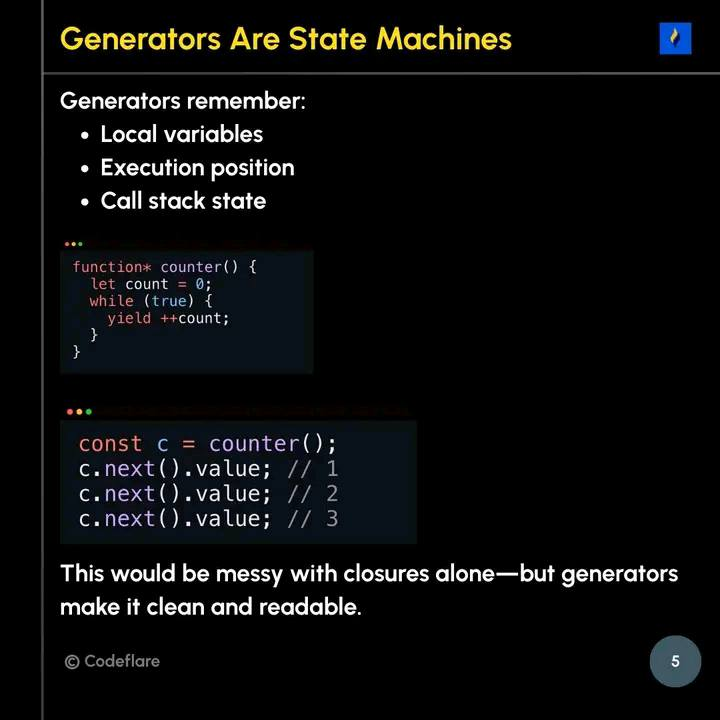 Generators Are State Machines
Generators remember:
• Local variables
• Execution position
• Call stack state
function* counter() {
  let count = 0;
  while (true) {
    yield ++count;
  }
}
const c = counter();
c.next().value; // 1
c.next().value; // 2
c.next().value; // 3
This would be messy with closures alone—but generators
make it clean and readable.
© Codeflare
5